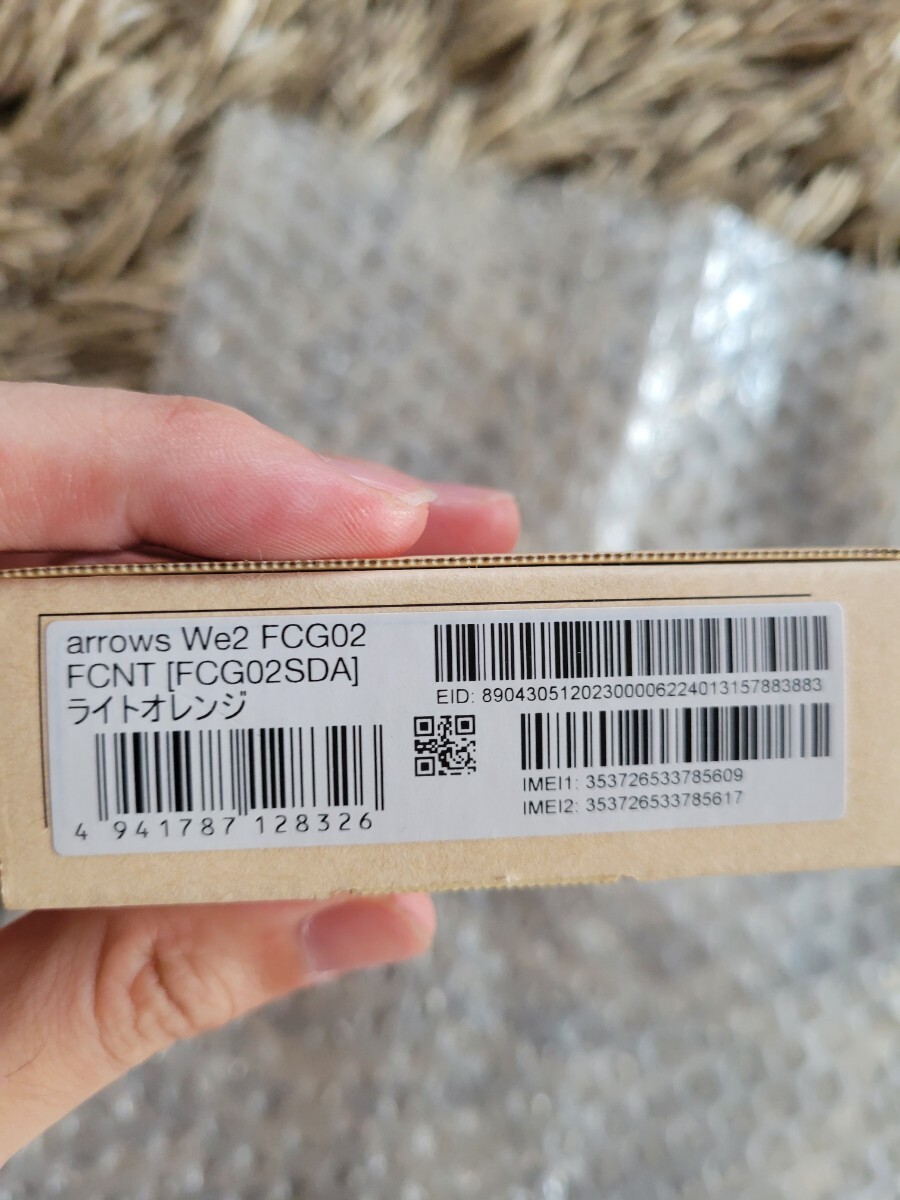 arrows We2 FCG02
FCNT [FCG02SDA]
ライトオレンジ
4 941787 128326
EID: 89043051202300006224013157883883
IMEI1: 353726533785609
IMEI2: 353726533785617